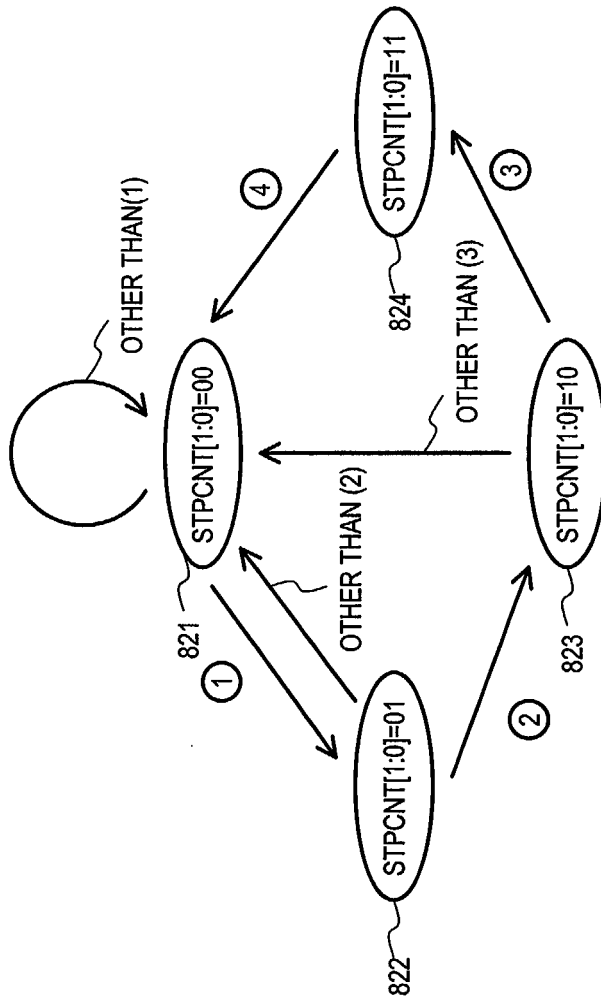 OTHER THAN(1)
STPCNT[1:0]=00
821
①
④
OTHER THAN (2)
STPCNT[1:0]=01
822
OTHER THAN (3)
STPCNT[1:0]=11
824
②
③
STPCNT[1:0]=10
823